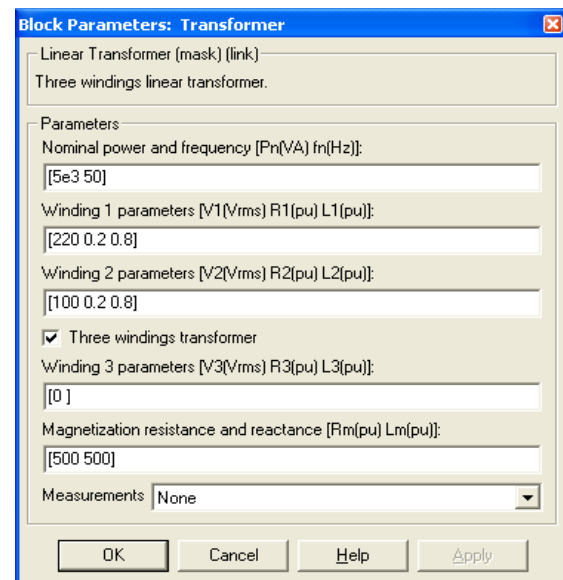 Block Parameters: Transformer
Linear Transformer (mask) (link)
Three windings linear transformer.
Parameters
Nominal power and frequency [Pn(VA) fn(Hz)]:
[5e3 50]
Winding 1 parameters [V1(Vrms) R1(pu) L1(pu)]:
[220 0.2 0.8]
Winding 2 parameters [V2(Vrms) R2(pu) L2(pu)]:
[100 0.2 0.8]
Three windings transformer
Winding 3 parameters [V3(Vrms) R3(pu) L3(pu)]:
[0 ]
Magnetization resistance and reactance [Rm(pu) Lm(pu)]:
[500 500]
Measurements None
OK Cancel Help Apply